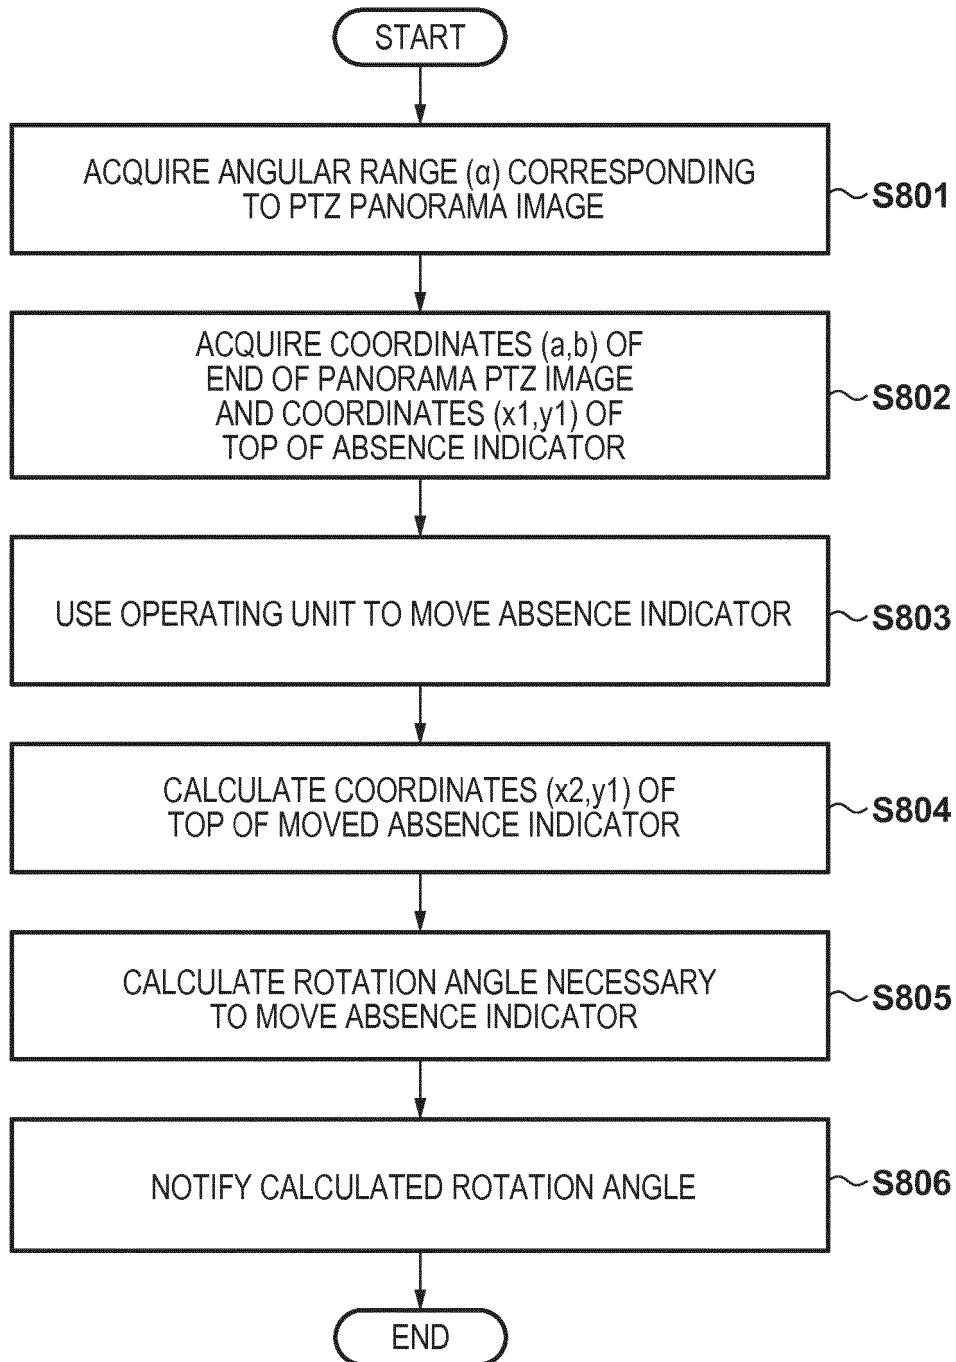 START
ACQUIRE ANGULAR RANGE (α) CORRESPONDING
TO PTZ PANORAMA IMAGE
S801
ACQUIRE COORDINATES (a,b) OF
END OF PANORAMA PTZ IMAGE
AND COORDINATES (x1,y1) OF
TOP OF ABSENCE INDICATOR
S802
USE OPERATING UNIT TO MOVE ABSENCE INDICATOR
S803
CALCULATE COORDINATES (x2,y1) OF
TOP OF MOVED ABSENCE INDICATOR
S804
CALCULATE ROTATION ANGLE NECESSARY
TO MOVE ABSENCE INDICATOR
S805
NOTIFY CALCULATED ROTATION ANGLE
S806
END